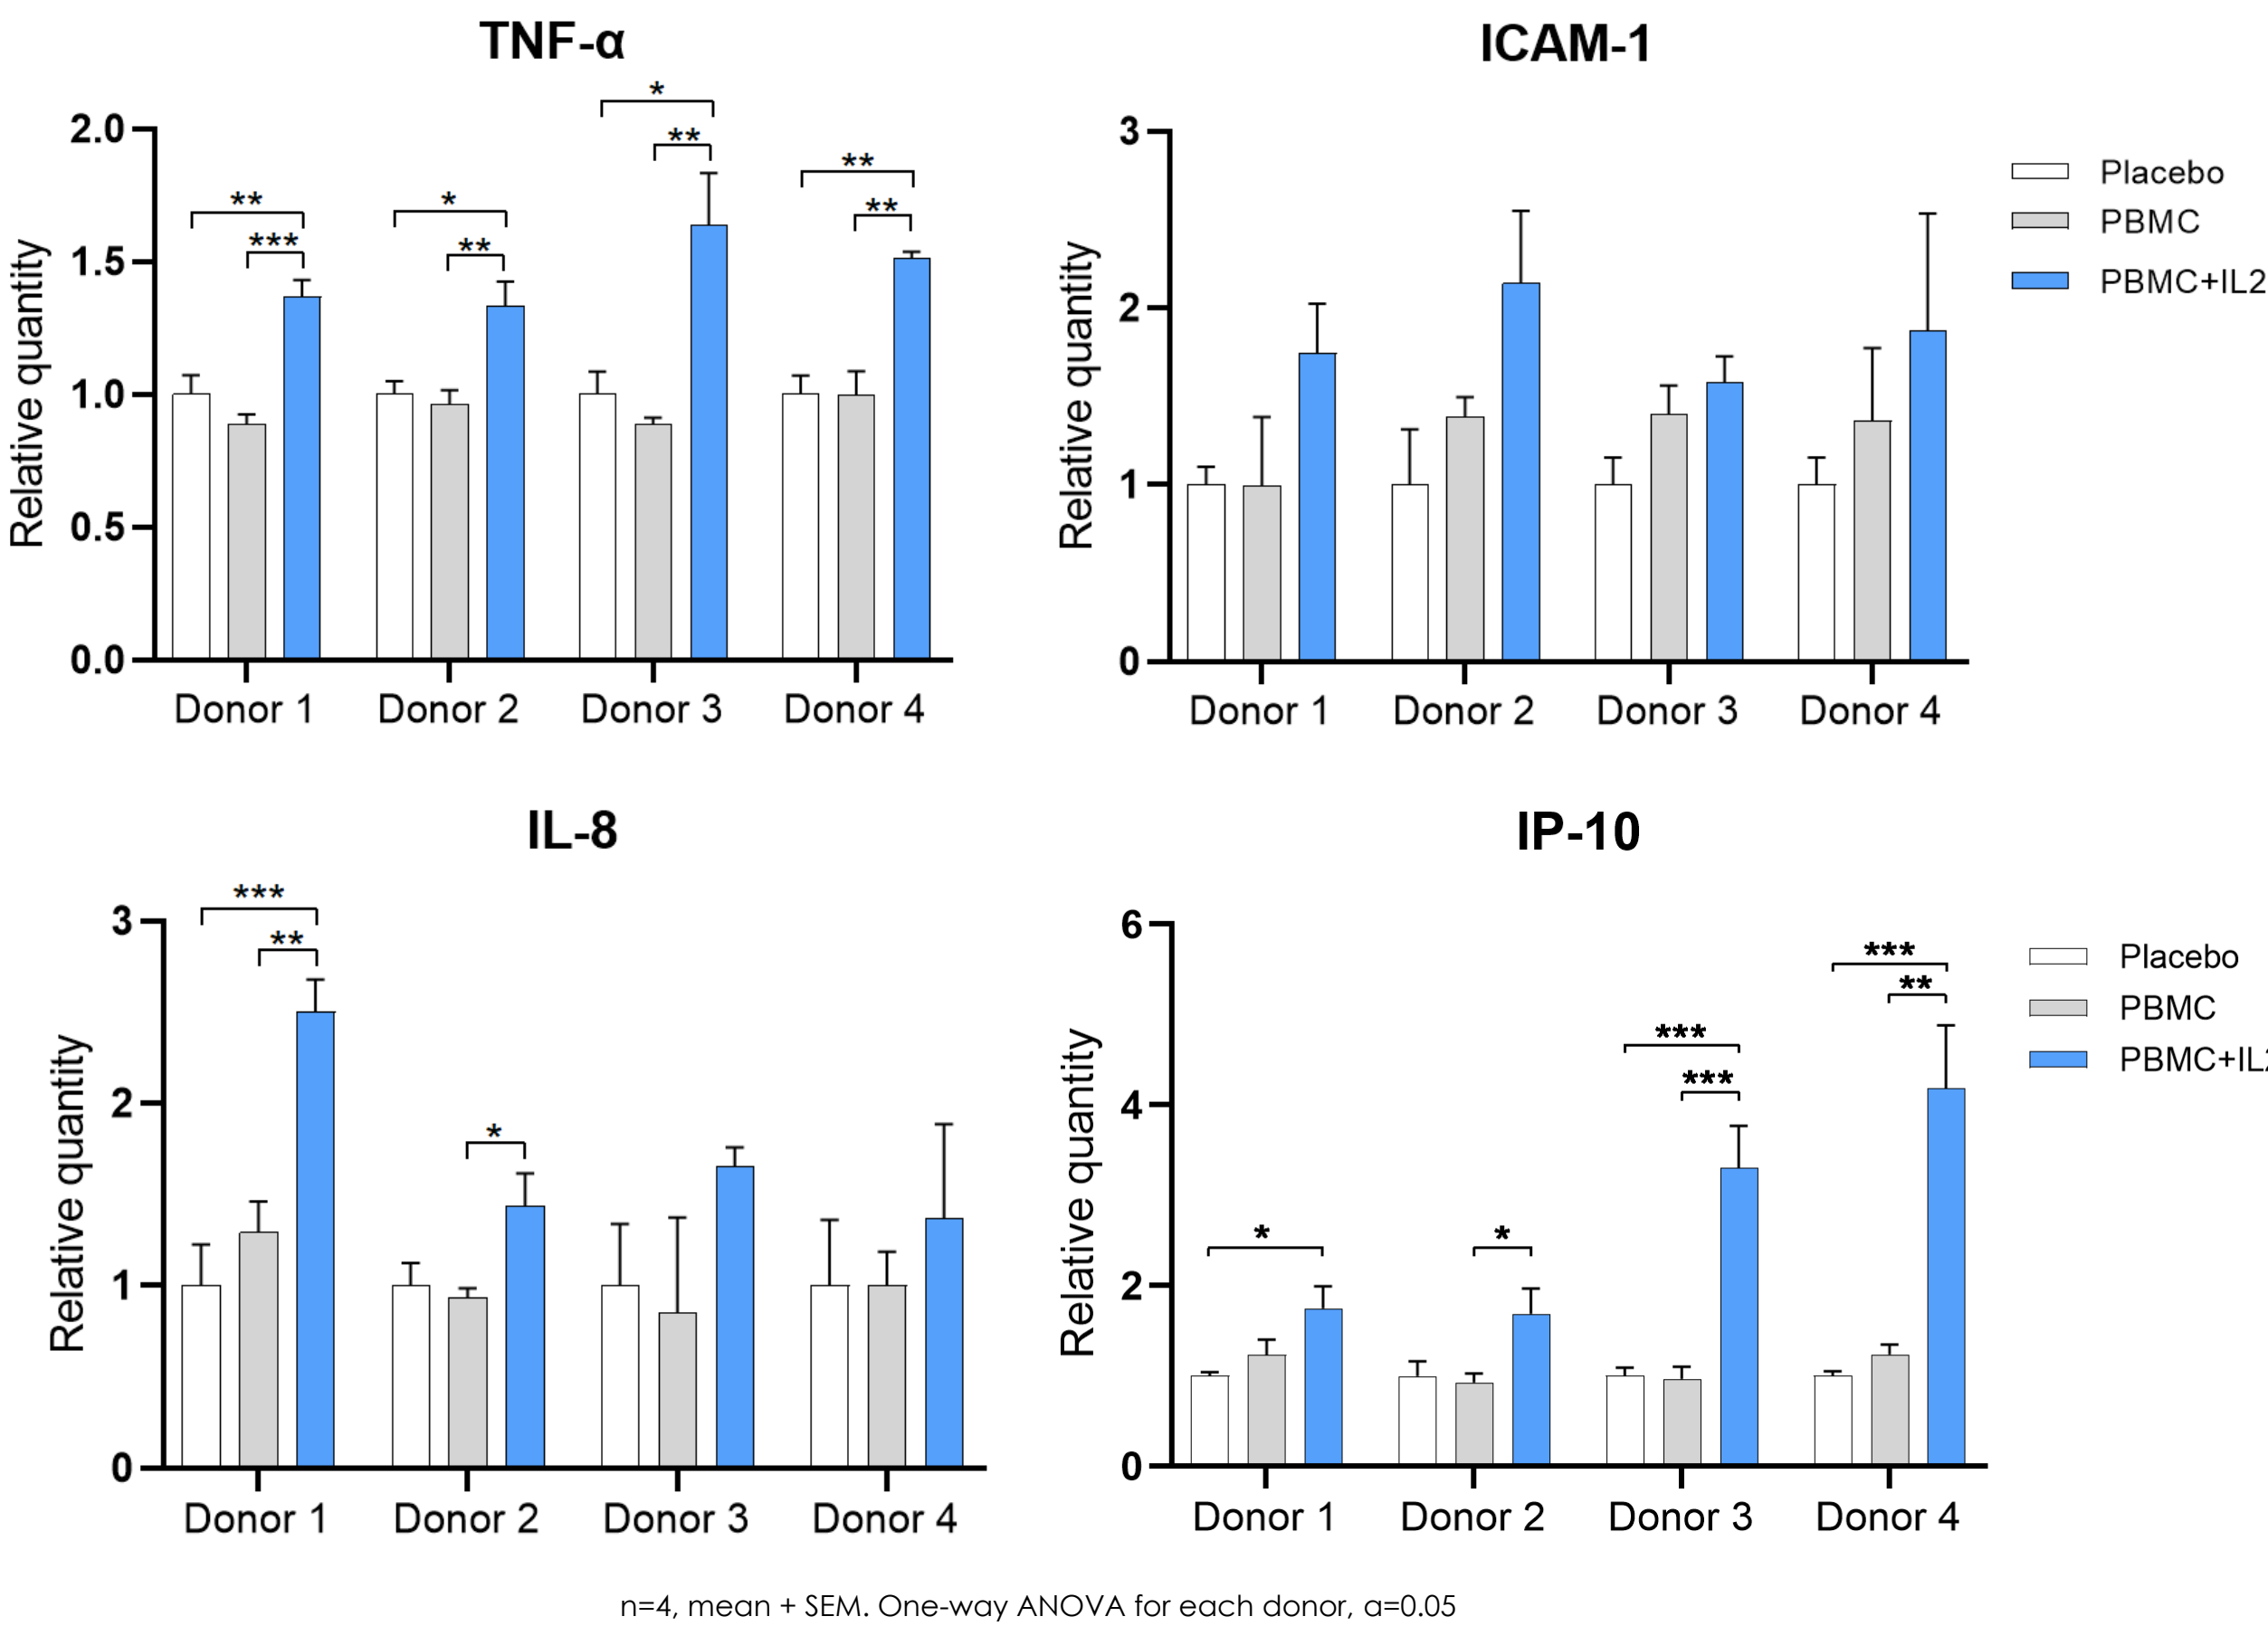 TNF-α
**
***
*
**
*
**
**
**
2.0
1.5
1.0
0.5
0.0
Relative quantity
Donor 1 Donor 2 Donor 3 Donor 4
ICAM-1
3
2
1
0
Relative quantity
Donor 1 Donor 2 Donor 3 Donor 4
Placebo
PBMC
PBMC+IL2
IL-8
***
**
*
3
2
1
0
Relative quantity
Donor 1 Donor 2 Donor 3 Donor 4
IP-10
*
*
***
***
***
**
6
4
2
0
Relative quantity
Donor 1 Donor 2 Donor 3 Donor 4
Placebo
PBMC
PBMC+IL2
n=4, mean + SEM. One-way ANOVA for each donor, a=0.05